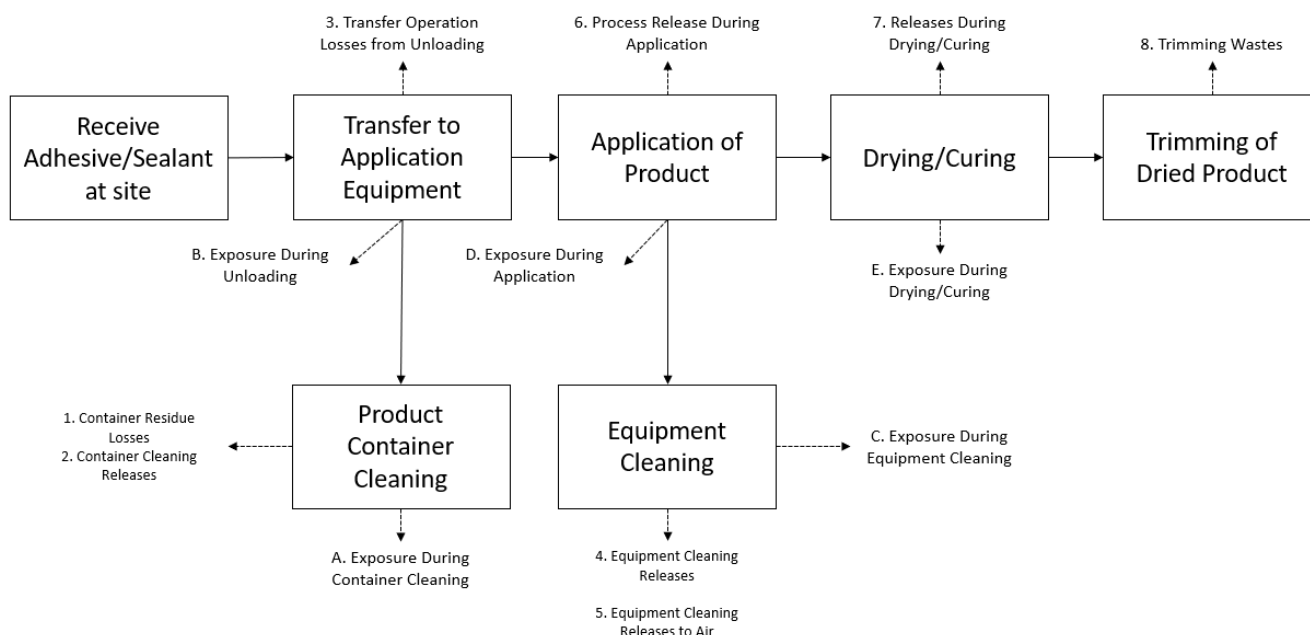 3. Transfer Operation
Losses from Unloading
6. Process Release During
Application
7. Releases During
Drying/Curing
8. Trimming Wastes
Receive
Adhesive/Sealant
at site
Transfer to
Application
Equipment
Application of
Product
Drying/Curing
Trimming of
Dried Product
B. Exposure During
Unloading
D. Exposure During
Application
E. Exposure During
Drying/Curing
1. Container Residue
Losses
2. Container Cleaning
Releases
Product
Container
Cleaning
Equipment
Cleaning
C. Exposure During
Equipment Cleaning
A. Exposure During
Container Cleaning
4. Equipment Cleaning
Releases
5. Equipment Cleaning
Releases to Air